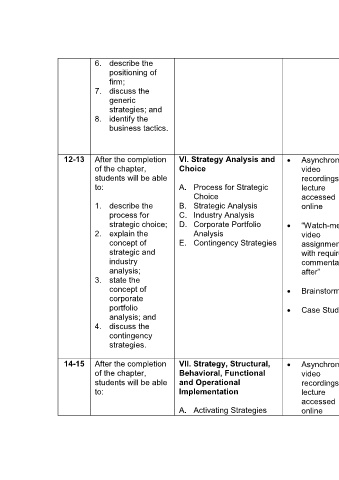 6. describe the
positioning of
firm;
7. discuss the
generic
strategies; and
8. identify the
business tactics.
12-13
After the completion
of the chapter,
students will be able
to:
1. describe the
process for
strategic choice;
2. explain the
concept of
strategic and
industry
analysis;
3. state the
concept of
corporate
portfolio
analysis; and
4. discuss the
contingency
strategies.
VI. Strategy Analysis and
Choice
A. Process for Strategic
Choice
B. Strategic Analysis
C. Industry Analysis
D. Corporate Portfolio
Analysis
E. Contingency Strategies
• Asynchron
video
recordings
lecture
accessed
online
• "Watch-me
video
assignmen
with requir
commenta
after"
• Brainstorm
• Case Stud
14-15
After the completion
of the chapter,
students will be able
to:
VII. Strategy, Structural,
Behavioral, Functional
and Operational
Implementation
A. Activating Strategies
• Asynchron
video
recordings
lecture
accessed
online